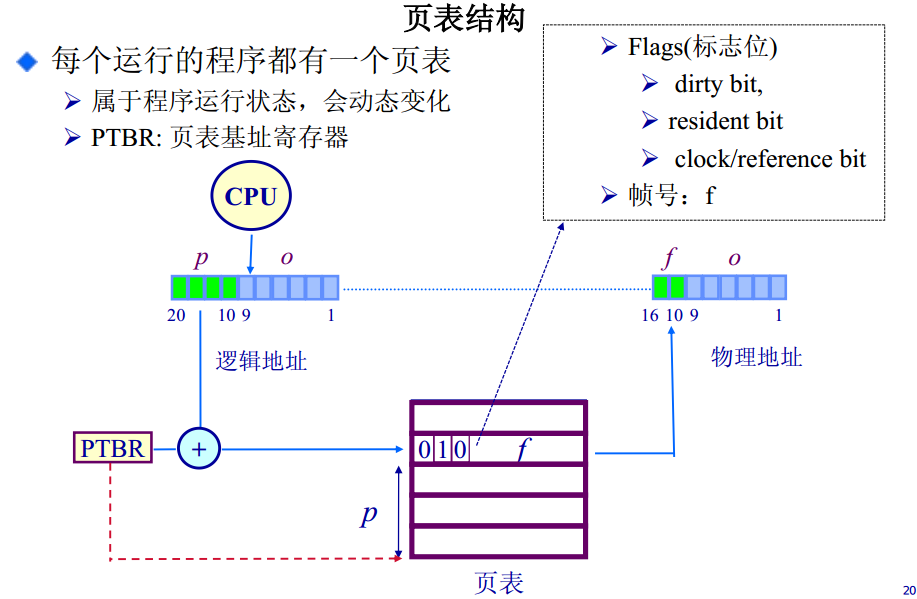 页表结构
每个运行的程序都有一个页表
属于程序运行状态，会动态变化
PTBR: 页表基址寄存器
Flags(标志位)
dirty bit,
resident bit
clock/reference bit
帧号：f
CPU
p o
20 10 9 1
逻辑地址
f o
16 10 9 1
物理地址
PTBR
+
0 1 0 f
p
页表
20